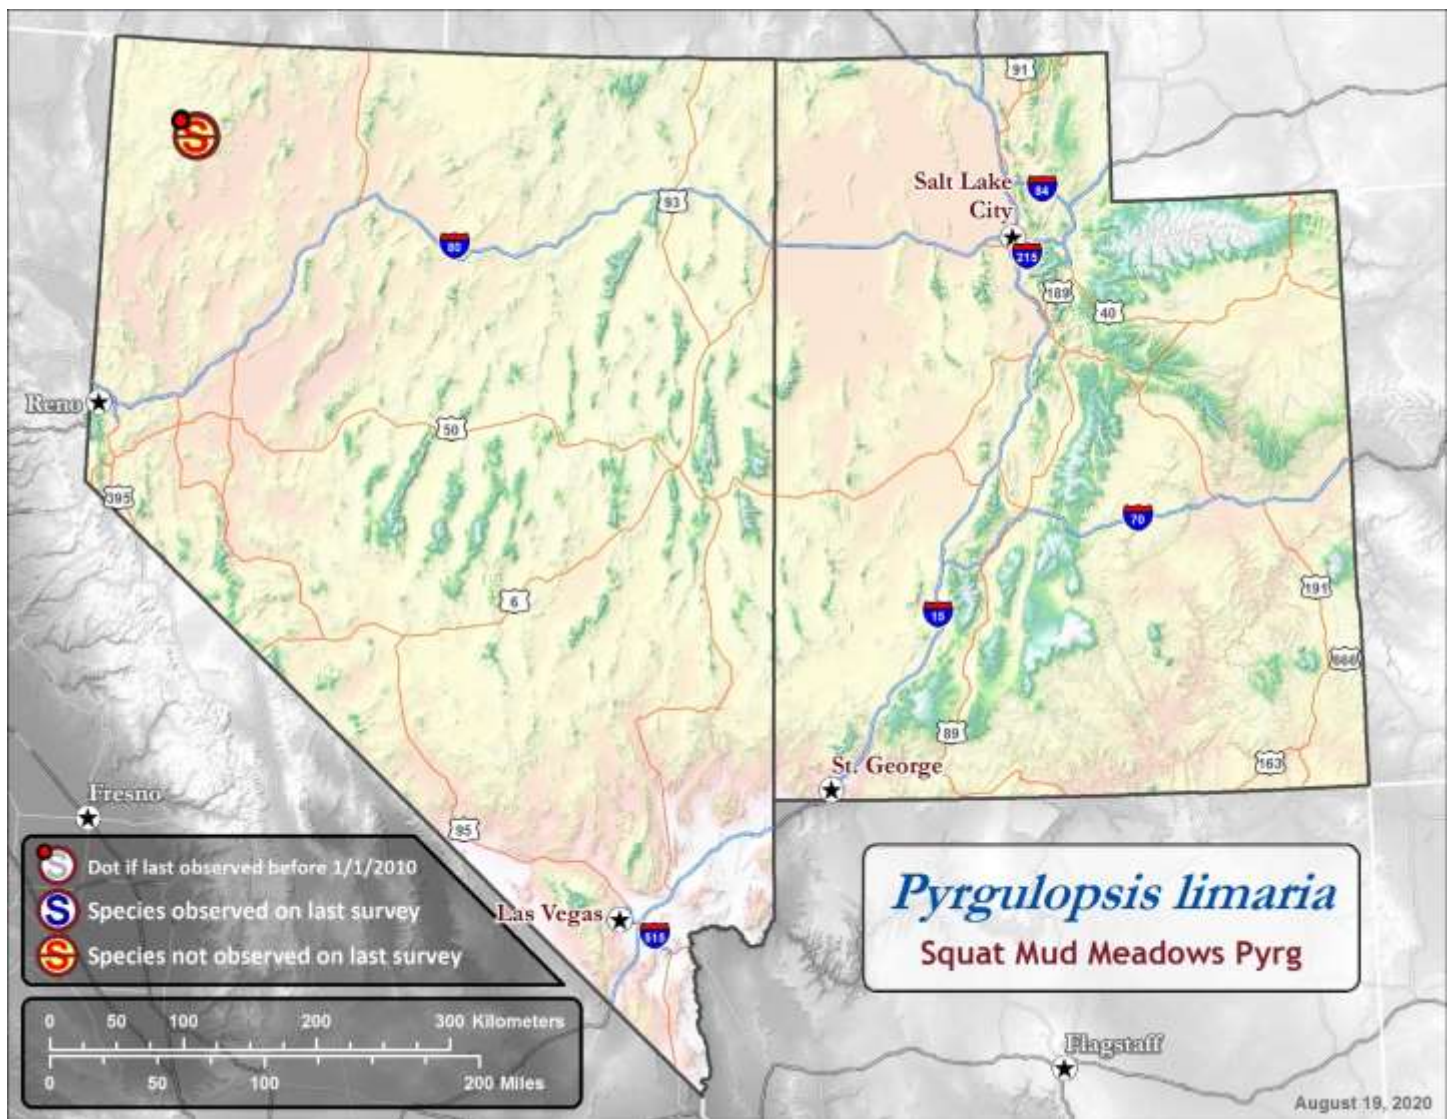 91
Salt Lake
City
84
93
80
215
189
40
Reno
50
395
70
6
191
15
666
89
St. George
163
Fresno
95
S Dot if last observed before 1/1/2010
S Species observed on last survey
S Species not observed on last survey
Las Vegas
515
Pyrgulopsis limaria
Squat Mud Meadows Pyrg
0 50 100 200 300 Kilometers
0 50 100 200 Miles
Flagstaff
August 19, 2020
S